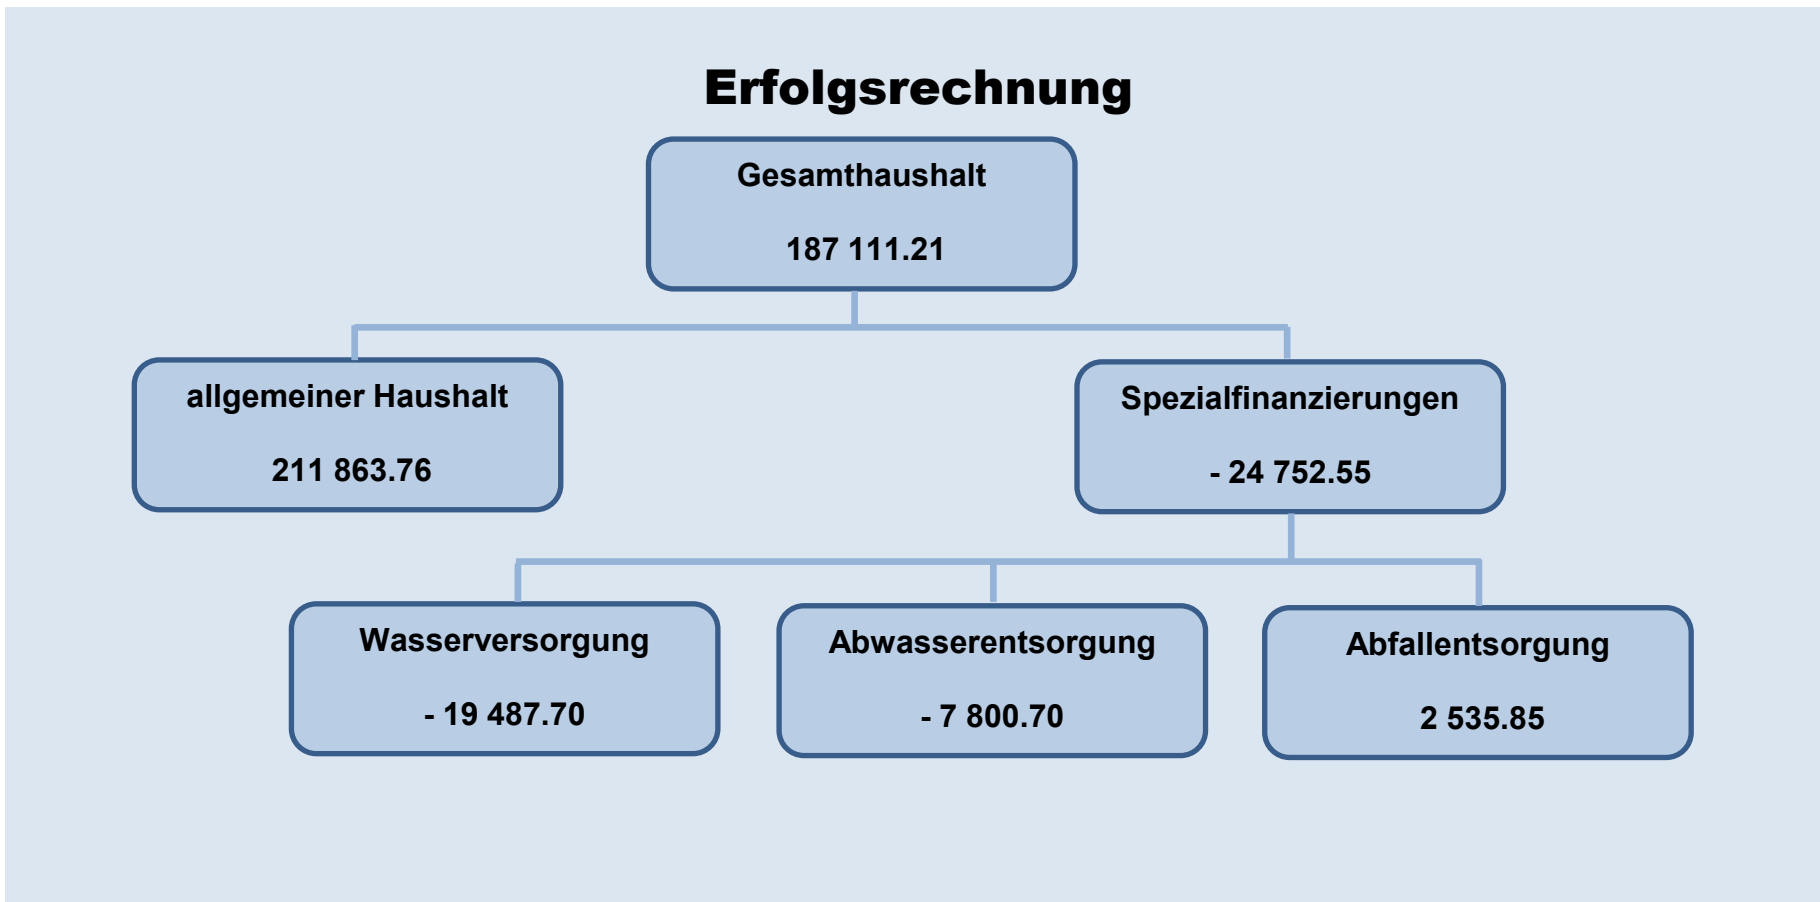 Erfolgsrechnung
Gesamthaushalt
187 111.21
allgemeiner Haushalt
211 863.76
Spezialfinanzierungen
- 24 752.55
Wasserversorgung
- 19 487.70
Abwasserentsorgung
- 7 800.70
Abfallentsorgung
2 535.85